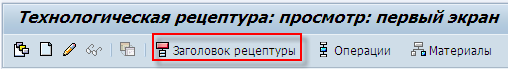 Технологическая рецептура: просмотр: первый экран
Заголовок рецептуры Операции Материалы